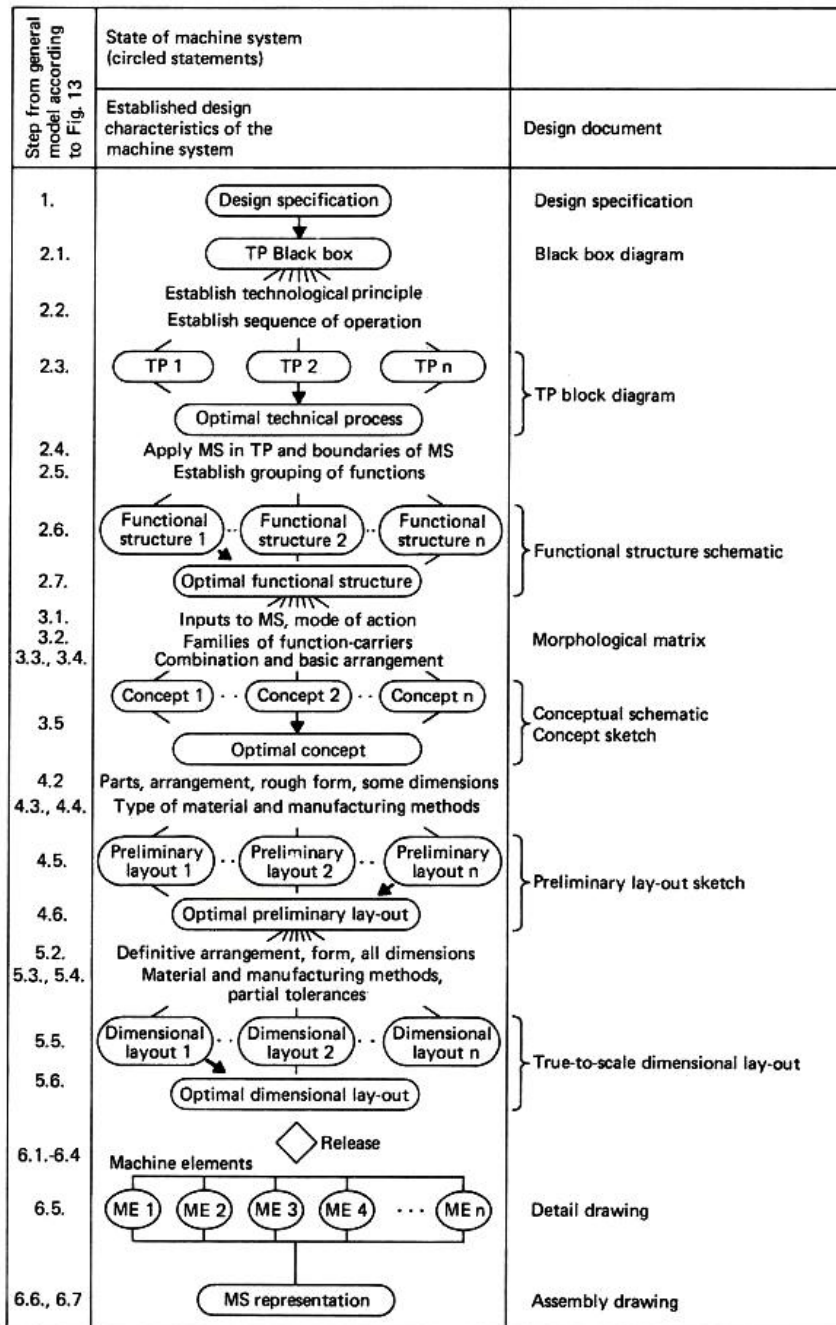 Step from general
model according
to Fig. 13
State of machine system
(circled statements)
Established design
characteristics of the
machine system
Design document
1.
Design specification
Design specification
2.1.
TP Black box
Black box diagram
Establish technological principle
2.2.
Establish sequence of operation
2.3.
TP 1
TP 2
TP n
TP block diagram
Optimal technical process
2.4.
Apply MS in TP and boundaries of MS
2.5.
Establish grouping of functions
2.6.
Functional
structure 1
··
Functional
structure 2
··
Functional
structure n
Functional structure schematic
2.7.
Optimal functional structure
3.1.
Inputs to MS, mode of action
3.2.
Families of function-carriers
Morphological matrix
3.3., 3.4.
Combination and basic arrangement
Concept 1
··
Concept 2
··
Concept n
3.5
Conceptual schematic
Concept sketch
Optimal concept
4.2
Parts, arrangement, rough form, some dimensions
4.3., 4.4.
Type of material and manufacturing methods
4.5.
Preliminary
layout 1
··
Preliminary
layout 2
··
Preliminary
layout n
Preliminary lay-out sketch
4.6.
Optimal preliminary lay-out
5.2.
Definitive arrangement, form, all dimensions
5.3., 5.4.
Material and manufacturing methods,
partial tolerances
5.5.
Dimensional
layout 1
··
Dimensional
layout 2
··
Dimensional
layout n
True-to-scale dimensional lay-out
5.6.
Optimal dimensional lay-out
Release
6.1.-6.4
Machine elements
6.5.
ME 1
ME 2
ME 3
ME 4
···
ME n
Detail drawing
6.6., 6.7
MS representation
Assembly drawing